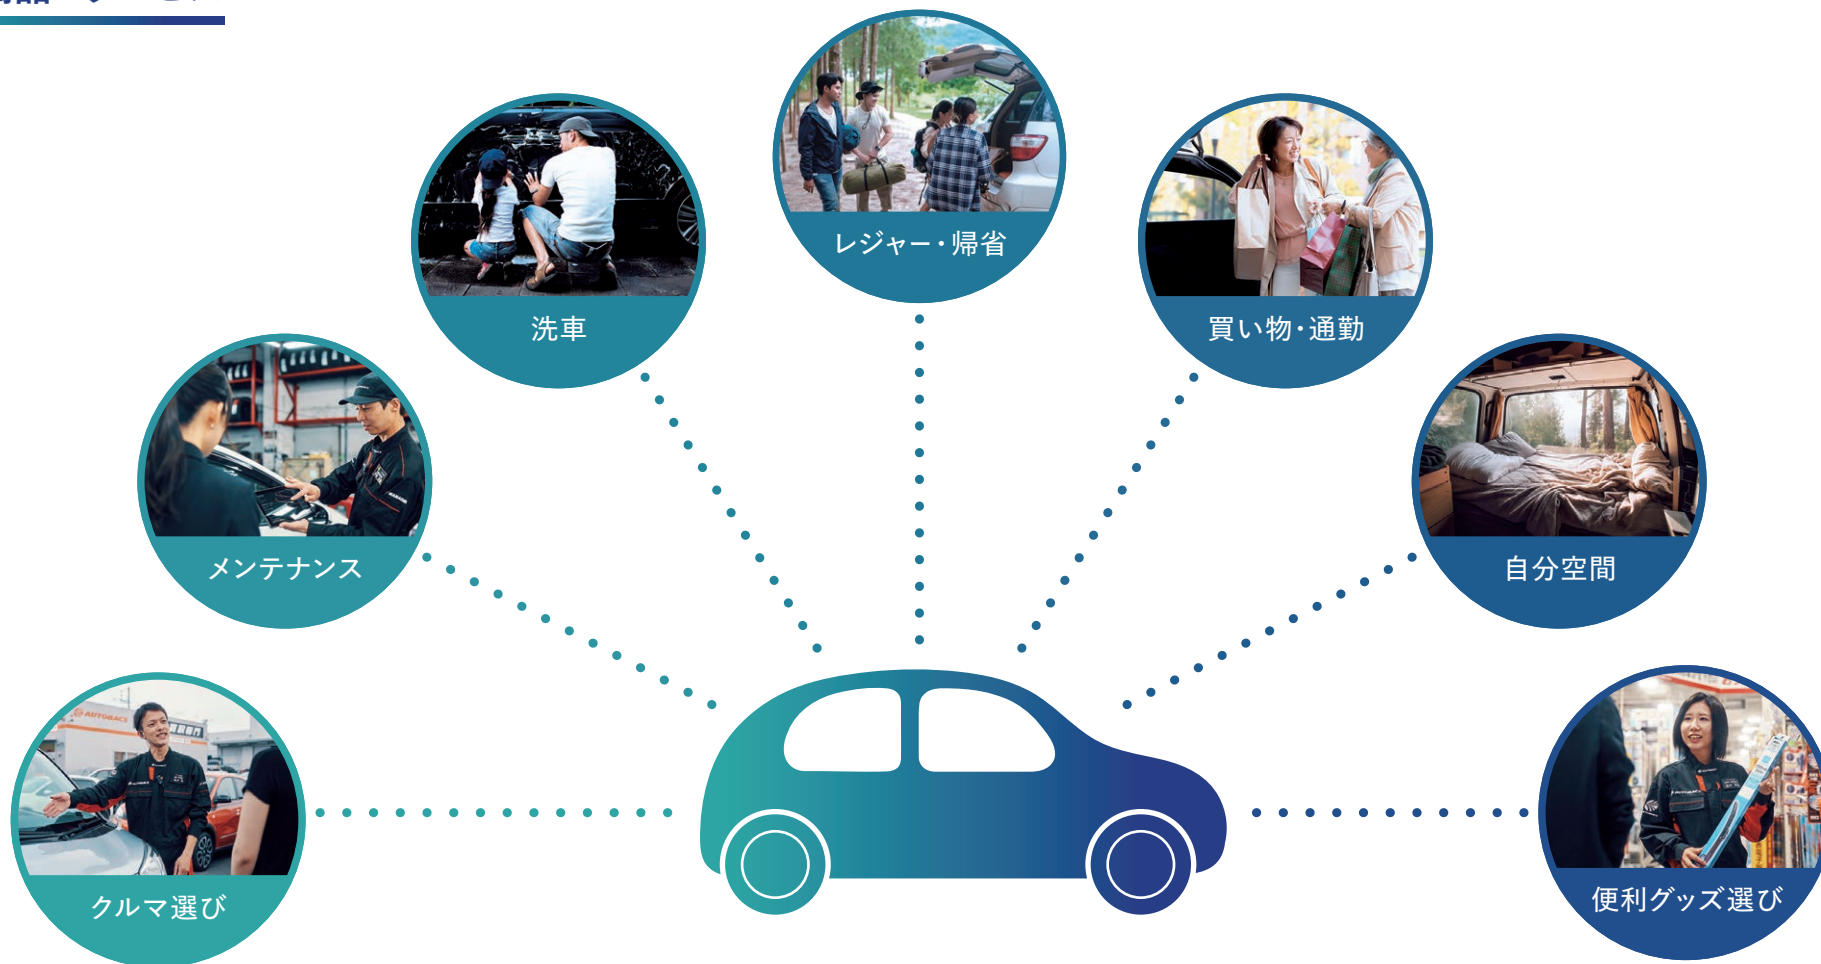 レジャー・帰省
洗車
買い物・通勤
メンテナンス
自分空間
クルマ選び
便利グッズ選び
AUTOBACS